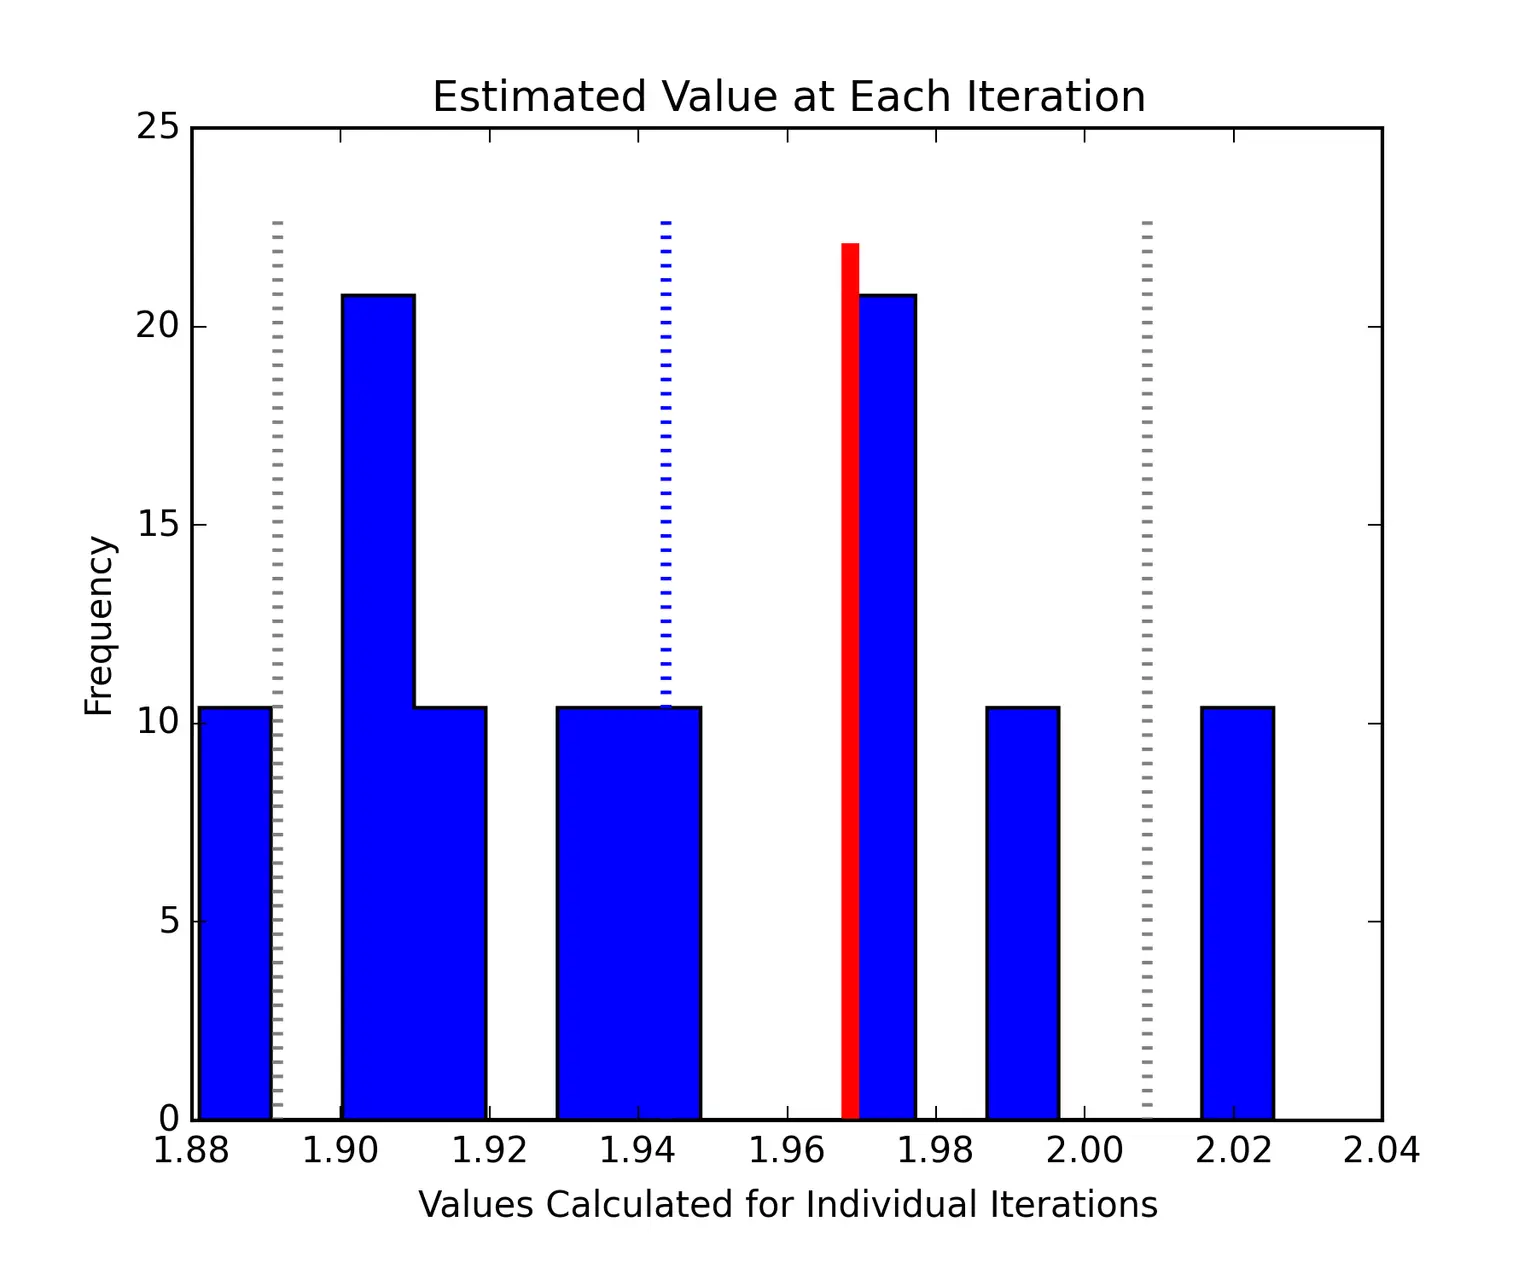 Estimated Value at Each Iteration
25
20
15
10
5
0
Frequency
1.88 1.90 1.92 1.94 1.96 1.98 2.00 2.02 2.04
Values Calculated for Individual Iterations